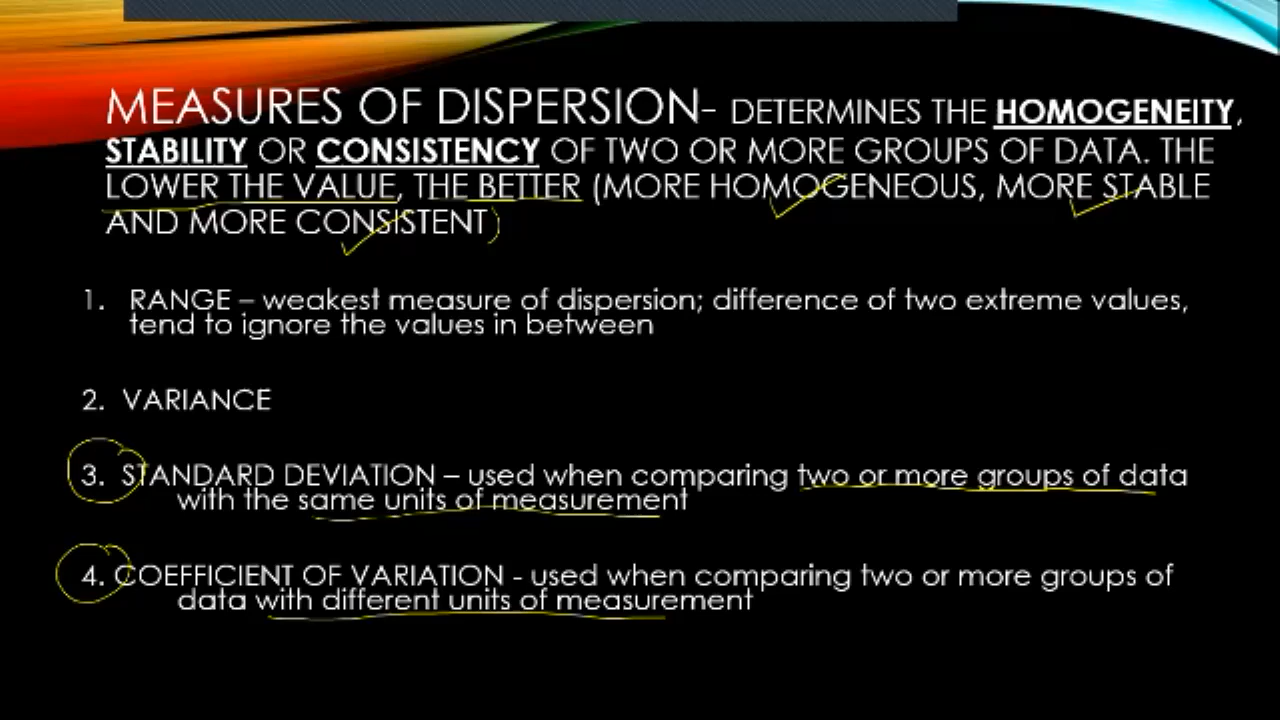 MEASURES OF DISPERSION- DETERMINES THE HOMOGENEITY,
STABILITY OR CONSISTENCY OF TWO OR MORE GROUPS OF DATA. THE
LOWER THE VALUE, THE BETTER (MORE HOMOGENEOUS, MORE STABLE
AND MORE CONSISTENT)
1. RANGE – weakest measure of dispersion; difference of two extreme values,
tend to ignore the values in between
2. VARIANCE
3. STANDARD DEVIATION – used when comparing two or more groups of data
with the same units of measurement
4. COEFFICIENT OF VARIATION - used when comparing two or more groups of
data with different units of measurement